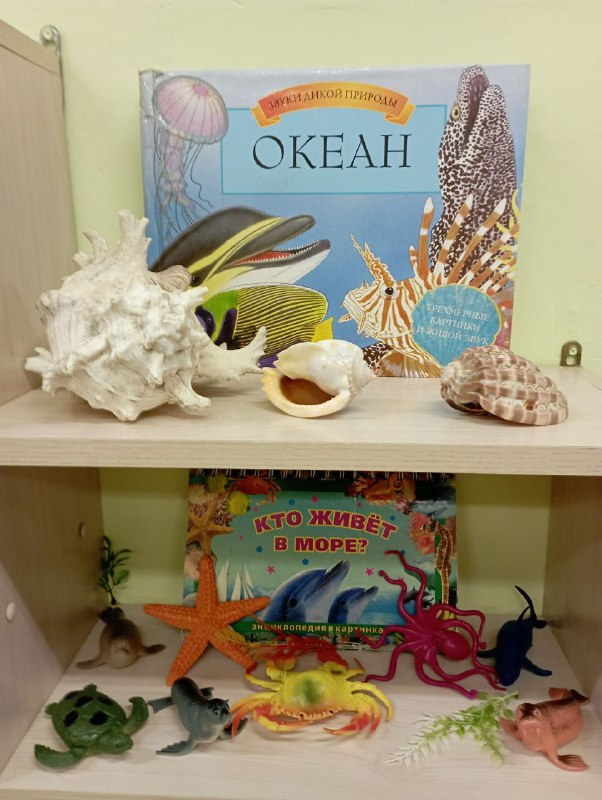 ЗВУКИ ДИКОЙ ПРИРОДЫ
ОКЕАН
ТРЕХМЕРНЫЕ
КАРТИНКИ
И ЖИВОЙ ЗВУК
КТО ЖИВЁТ
В МОРЕ?
энциклопедия в картинка